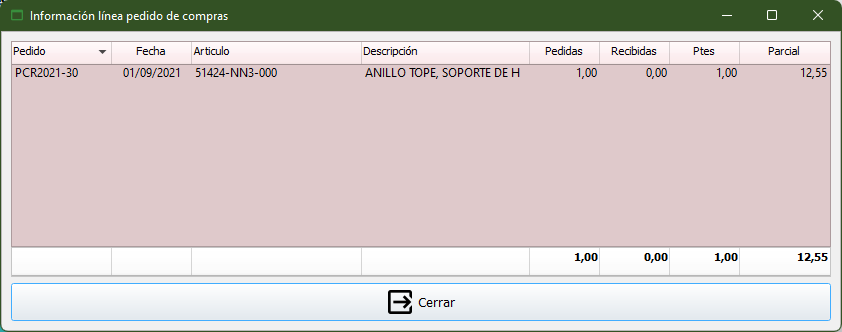 Información línea pedido de compras
Pedido Fecha Articulo Descripción Pedidas Recibidas Ptes Parcial
PCR2021-30 01/09/2021 51424-NN3-000 ANILLO TOPE, SOPORTE DE H 1,00 0,00 1,00 12,55
1,00 0,00 1,00 12,55
Cerrar